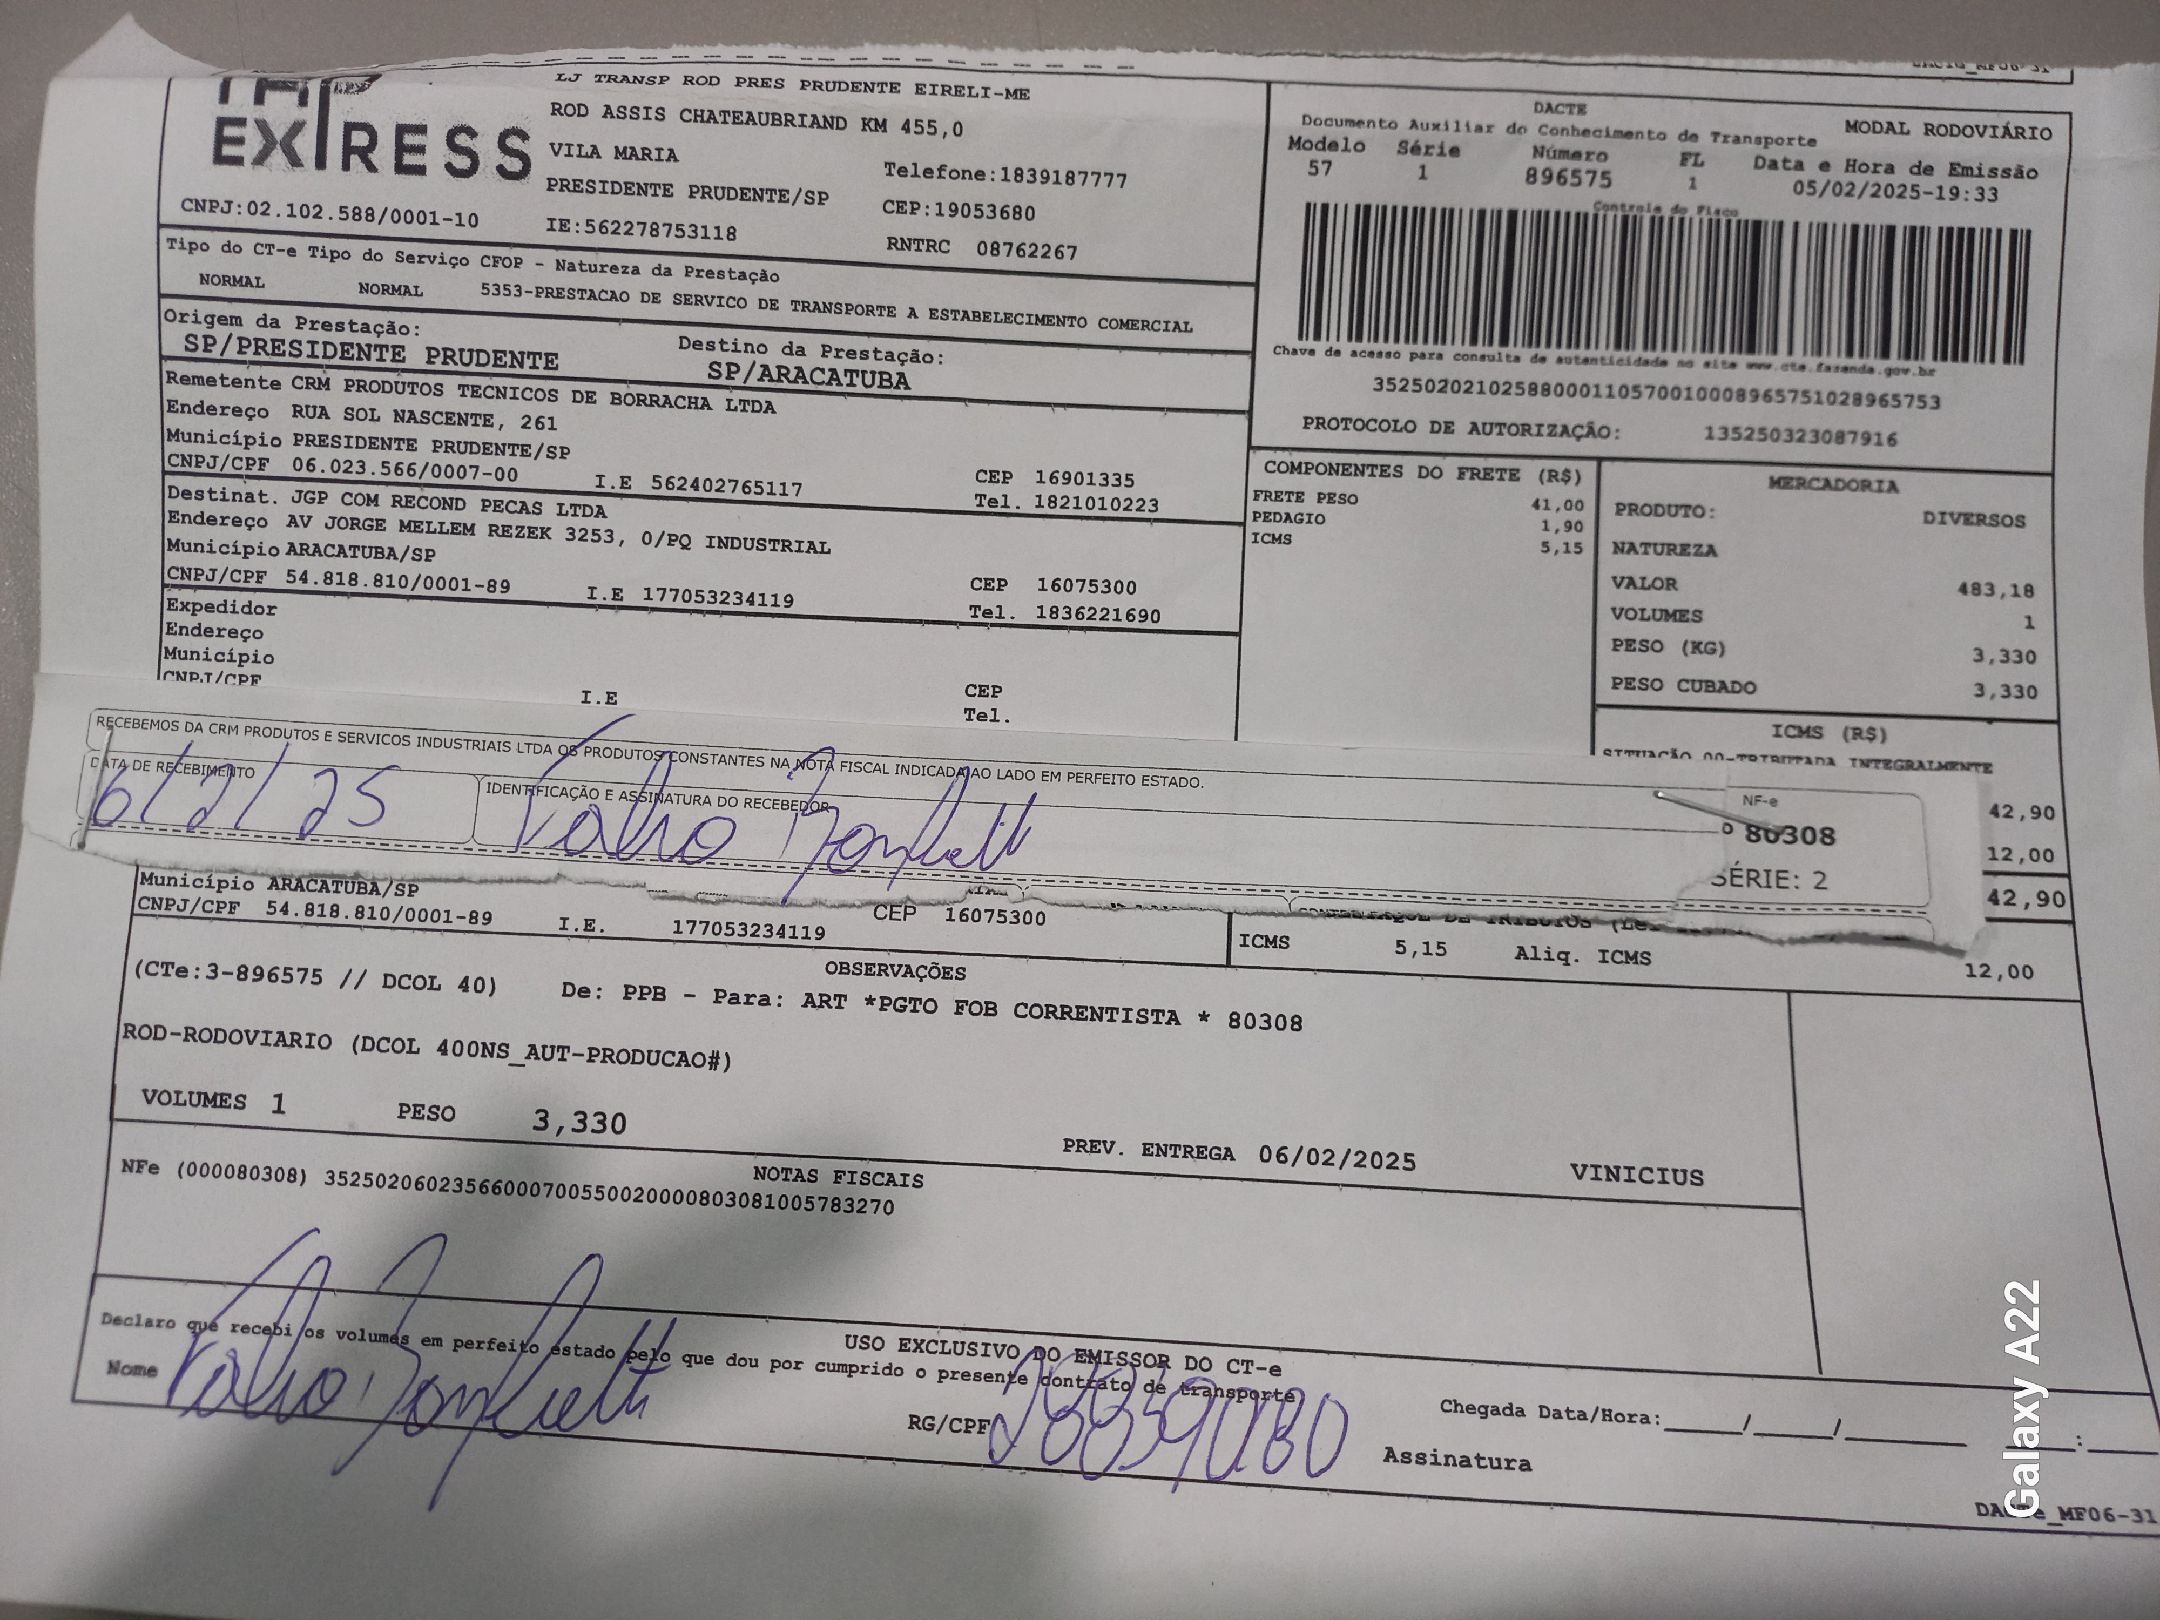 EXPRESS
LJ TRANSP ROD PRES PRUDENTE EIRELI-ME
ROD ASSIS CHATEAUBRIAND KM 455,0
VILA MARIA
Telefone:1839187777
PRESIDENTE PRUDENTE/SP
CEP:19053680
CNPJ:02.102.588/0001-10
IE:562278753118
RNTRC 08762267
DACTE
Documento Auxiliar do Conhecimento de Transporte
MODAL RODOVIÁRIO
Modelo Série Número FL Data e Hora de Emissão
57 1 896575 1 05/02/2025-19:33
Controle do Fisco
Chave de acesso para consulta de autenticidade no site www.cte.fazenda.gov.br
35250202102588000110570010008965751028965753
PROTOCOLO DE AUTORIZAÇÃO: 135250323087916
Tipo do CT-e Tipo do Serviço CFOP - Natureza da Prestação
NORMAL NORMAL 5353-PRESTACAO DE SERVICO DE TRANSPORTE A ESTABELECIMENTO COMERCIAL
Origem da Prestação: Destino da Prestação:
SP/PRESIDENTE PRUDENTE SP/ARACATUBA
Remetente CRM PRODUTOS TECNICOS DE BORRACHA LTDA
Endereço RUA SOL NASCENTE, 261
Município PRESIDENTE PRUDENTE/SP CEP 16901335
CNPJ/CPF 06.023.566/0007-00 I.E 562402765117 Tel. 1821010223
Destinat. JGP COM RECOND PECAS LTDA
Endereço AV JORGE MELLEM REZEK 3253, 0/PQ INDUSTRIAL
Município ARACATUBA/SP CEP 16075300
CNPJ/CPF 54.818.810/0001-89 I.E 177053234119 Tel. 1836221690
Expedidor
Endereço
Município CEP
CNPJ/CPF I.E Tel.
COMPONENTES DO FRETE (R$)
FRETE PESO 41,00
PEDAGIO 1,90
ICMS 5,15
MERCADORIA
PRODUTO: DIVERSOS
NATUREZA
VALOR 483,18
VOLUMES 1
PESO (KG) 3,330
PESO CUBADO 3,330
ICMS (R$)
SITUAÇÃO 00-TRIBUTADA INTEGRALMENTE
42,90
12,00
42,90
RECEBEMOS DA CRM PRODUTOS E SERVICOS INDUSTRIAIS LTDA OS PRODUTOS CONSTANTES NA NOTA FISCAL INDICADA AO LADO EM PERFEITO ESTADO.
DATA DE RECEBIMENTO
6/2/25
IDENTIFICAÇÃO E ASSINATURA DO RECEBEDOR
NF-e
80308
SÉRIE: 2
Município ARACATUBA/SP CEP 16075300
CNPJ/CPF 54.818.810/0001-89 I.E. 177053234119
ICMS 5,15 Aliq. ICMS 12,00
OBSERVAÇÕES
(CTe:3-896575 // DCOL 40) De: PPB - Para: ART *PGTO FOB CORRENTISTA * 80308
ROD-RODOVIARIO (DCOL 400NS_AUT-PRODUCAO#)
VOLUMES 1 PESO 3,330
PREV. ENTREGA 06/02/2025 VINICIUS
NOTAS FISCAIS
NFe (000080308) 35250206023566000700550020000803081005783270
USO EXCLUSIVO DO EMISSOR DO CT-e
Declaro que recebi os volumes em perfeito estado pelo que dou por cumprido o presente contrato de transporte
Nome
RG/CPF
Chegada Data/Hora:_____/_____/_______ ____:____
Assinatura
DACTe_MF06-31
Galaxy A22